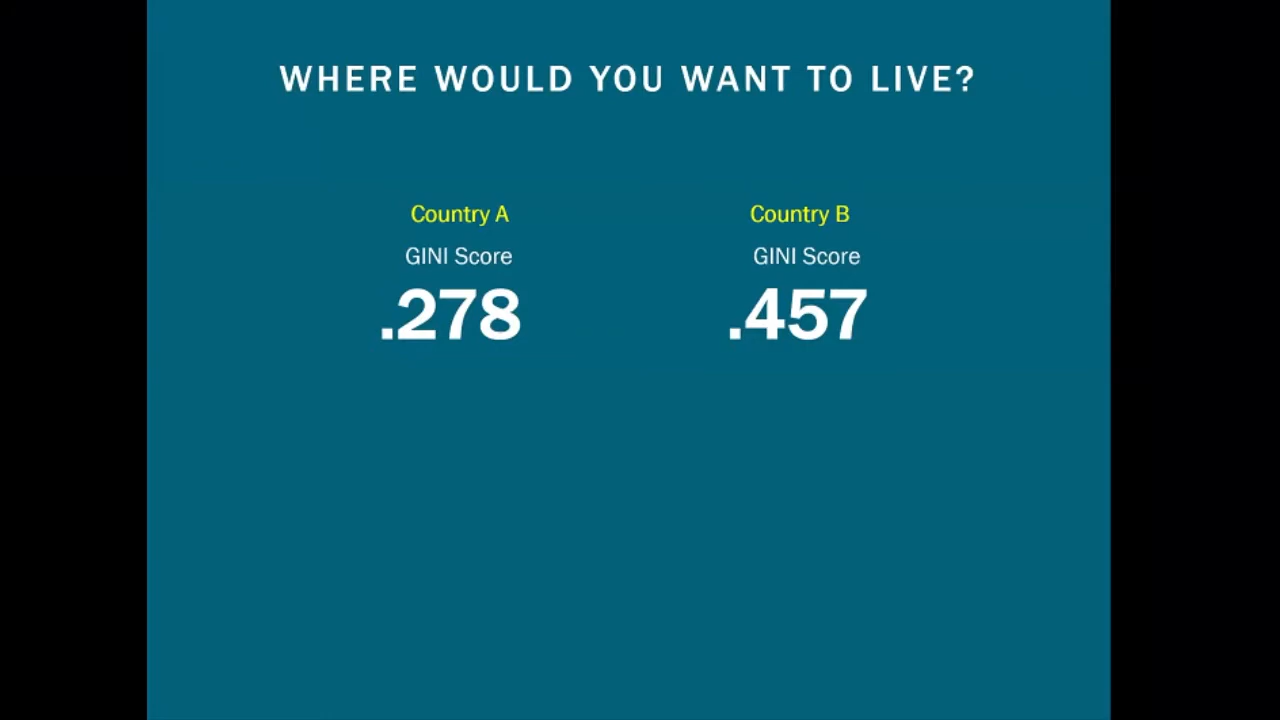 WHERE WOULD YOU WANT TO LIVE?
Country A
GINI Score
.278
Country B
GINI Score
.457